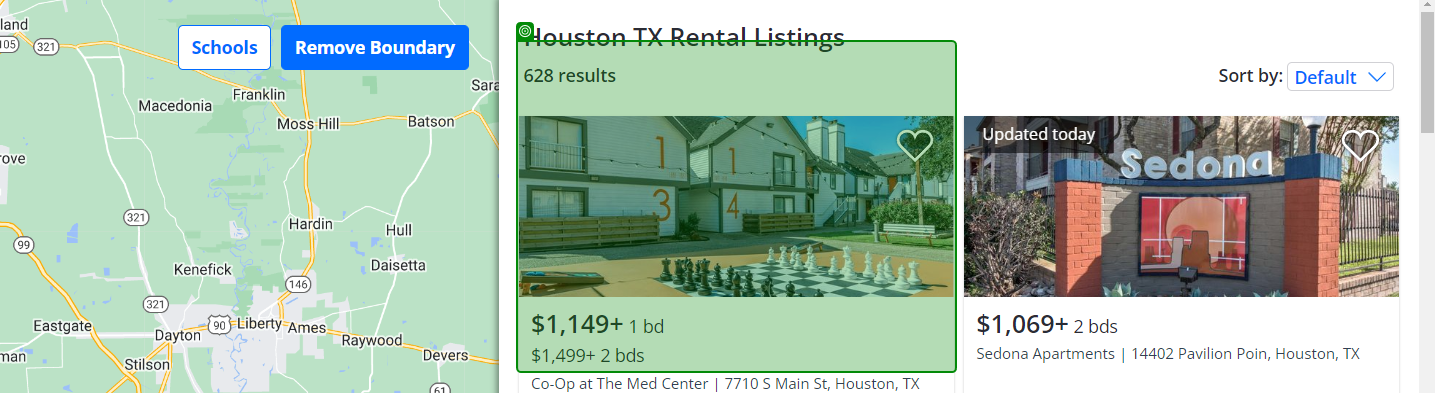 land
105
321
Schools
Remove Boundary
Houston TX Rental Listings
628 results
Sort by: Default
Sara
Franklin
Macedonia
Moss Hill
Batson
Updated today
Sedona
1 1
3 4
rove
321
Hardin
Hull
99
Kenefick
Daisetta
146
321
Eastgate
90
Liberty
Ames
Dayton
Raywood
man
Stilson
Devers
61
$1,149+ 1 bd
$1,499+ 2 bds
Co-Op at The Med Center | 7710 S Main St, Houston, TX
$1,069+ 2 bds
Sedona Apartments | 14402 Pavilion Poin, Houston, TX